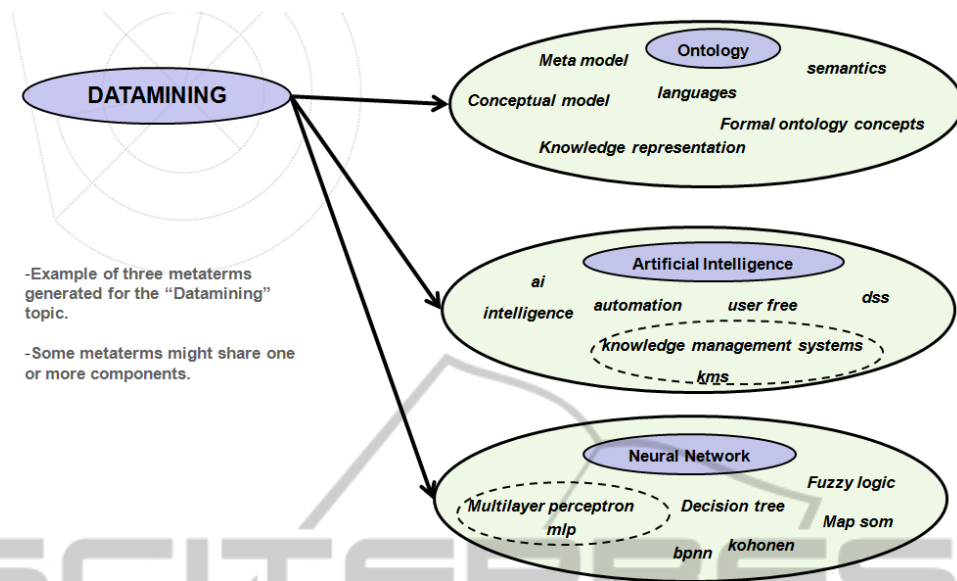 DATAMINING
-Example of three metaterms
generated for the “Datamining”
topic.
-Some metaterms might share one
or more components.
Ontology
Meta model
semantics
Conceptual model
languages
Formal ontology concepts
Knowledge representation
Artificial Intelligence
ai
intelligence
automation
user free
dss
knowledge management systems
kms
Neural Network
Fuzzy logic
Multilayer perceptron
mlp
Decision tree
Map som
bpnn
kohonen